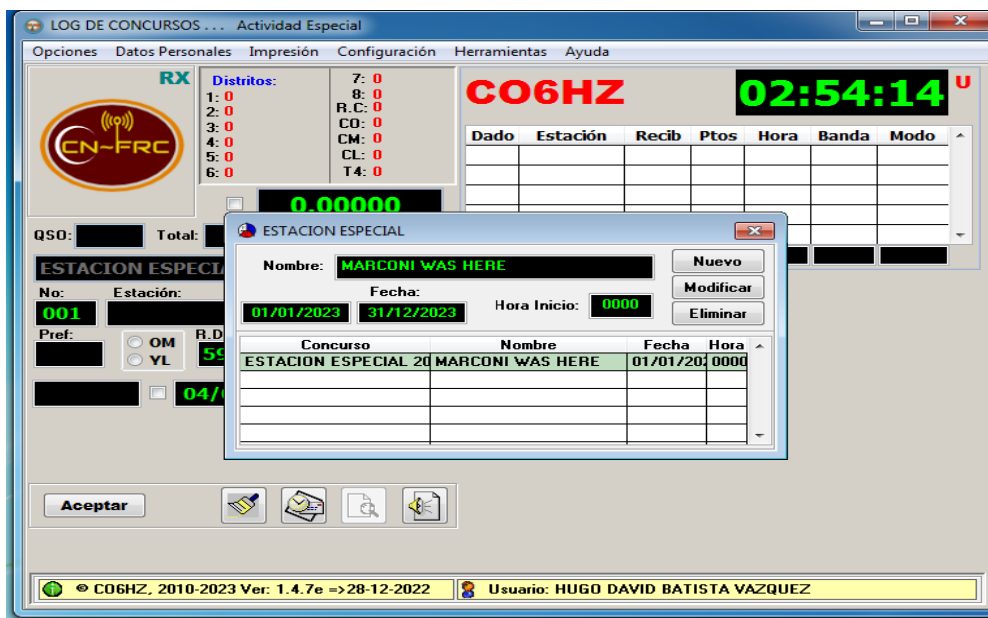 LOG DE CONCURSOS . . . Actividad Especial
Opciones Datos Personales Impresión Configuración Herramientas Ayuda
RX
CN~FRC
Distritos:
1: 0
2: 0
3: 0
4: 0
5: 0
6: 0
7: 0
8: 0
R.C: 0
CO: 0
CM: 0
CL: 0
T4: 0
CO6HZ
02:54:14
U
Dado Estación Recib Ptos Hora Banda Modo
0.00000
QSO: Total:
ESTACION ESPECI
No: Estación:
001
Pref:
OM
YL
R.D
59
04/
ESTACION ESPECIAL
Nombre: MARCONI WAS HERE
Fecha:
01/01/2023 31/12/2023
Hora Inicio: 0000
Nuevo
Modificar
Eliminar
Concurso Nombre Fecha Hora
ESTACION ESPECIAL 20 MARCONI WAS HERE 01/01/202 0000
Aceptar
© CO6HZ, 2010-2023 Ver: 1.4.7e =>28-12-2022
Usuario: HUGO DAVID BATISTA VAZQUEZ